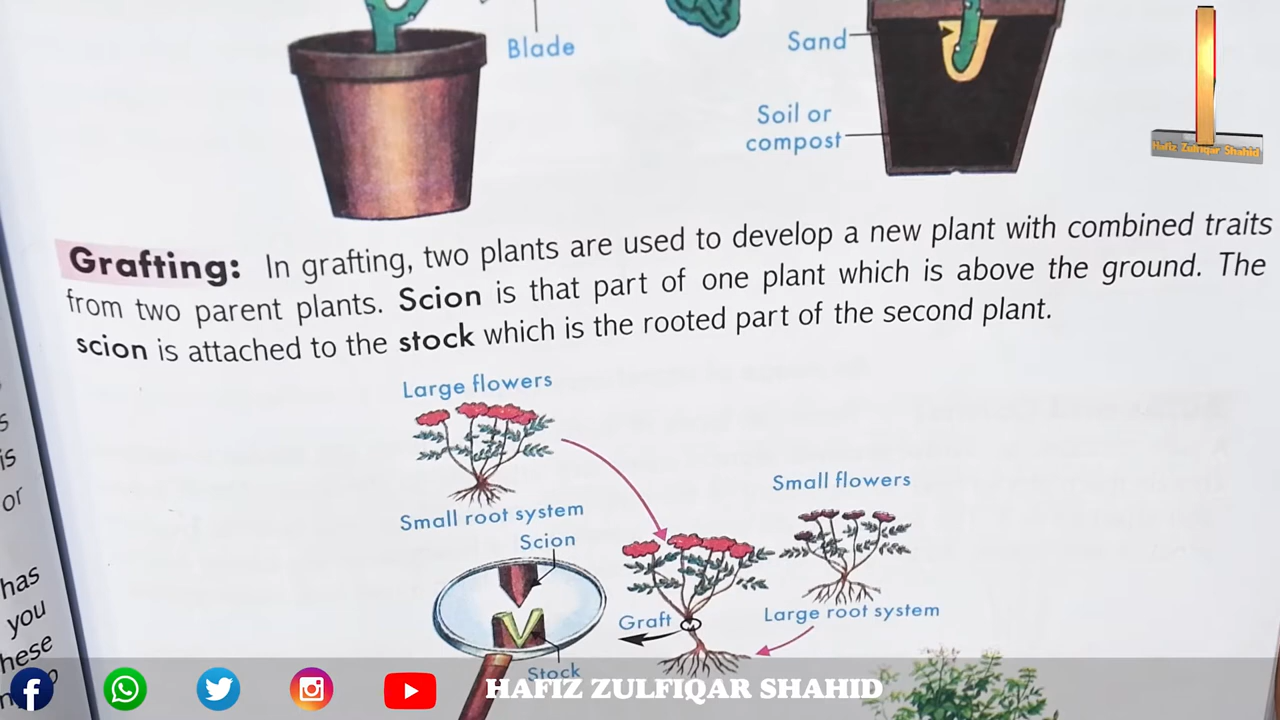 Blade
Sand
Soil or
compost
Hafiz Zulfiqar Shahid
Grafting: In grafting, two plants are used to develop a new plant with combined traits
from two parent plants. Scion is that part of one plant which is above the ground. The
scion is attached to the stock which is the rooted part of the second plant.
Large flowers
Small root system
Scion
Small flowers
Graft
Large root system
Stock
is
or
has
you
HAFIZ ZULFIQAR SHAHID